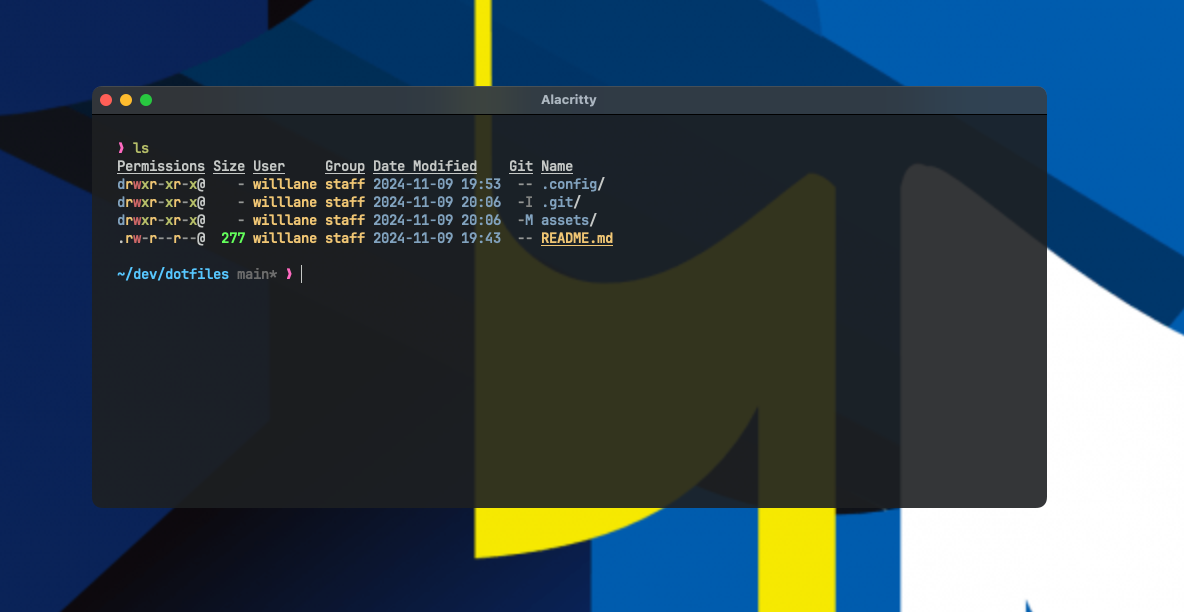 Alacritty
❯ ls
Permissions Size User     Group Date Modified    Git Name
drwxr-xr-x@    - willlane staff 2024-11-09 19:53  -- .config/
drwxr-xr-x@    - willlane staff 2024-11-09 20:06  -I .git/
drwxr-xr-x@    - willlane staff 2024-11-09 20:06  -M assets/
.rw-r--r--@  277 willlane staff 2024-11-09 19:43  -- README.md
~/dev/dotfiles main* ❯